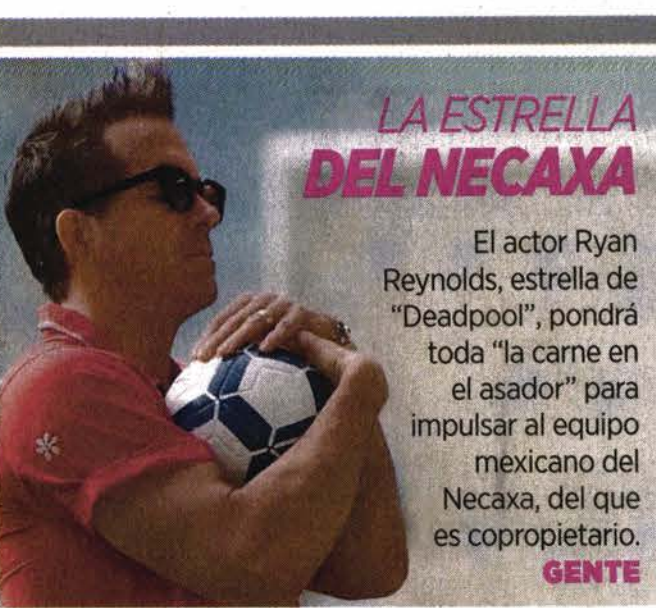 LA ESTRELLA
DEL NECAXA
El actor Ryan
Reynolds, estrella de
“Deadpool”, pondrá
toda “la carne en
el asador” para
impulsar al equipo
mexicano del
Necaxa, del que
es copropietario.
GENTE